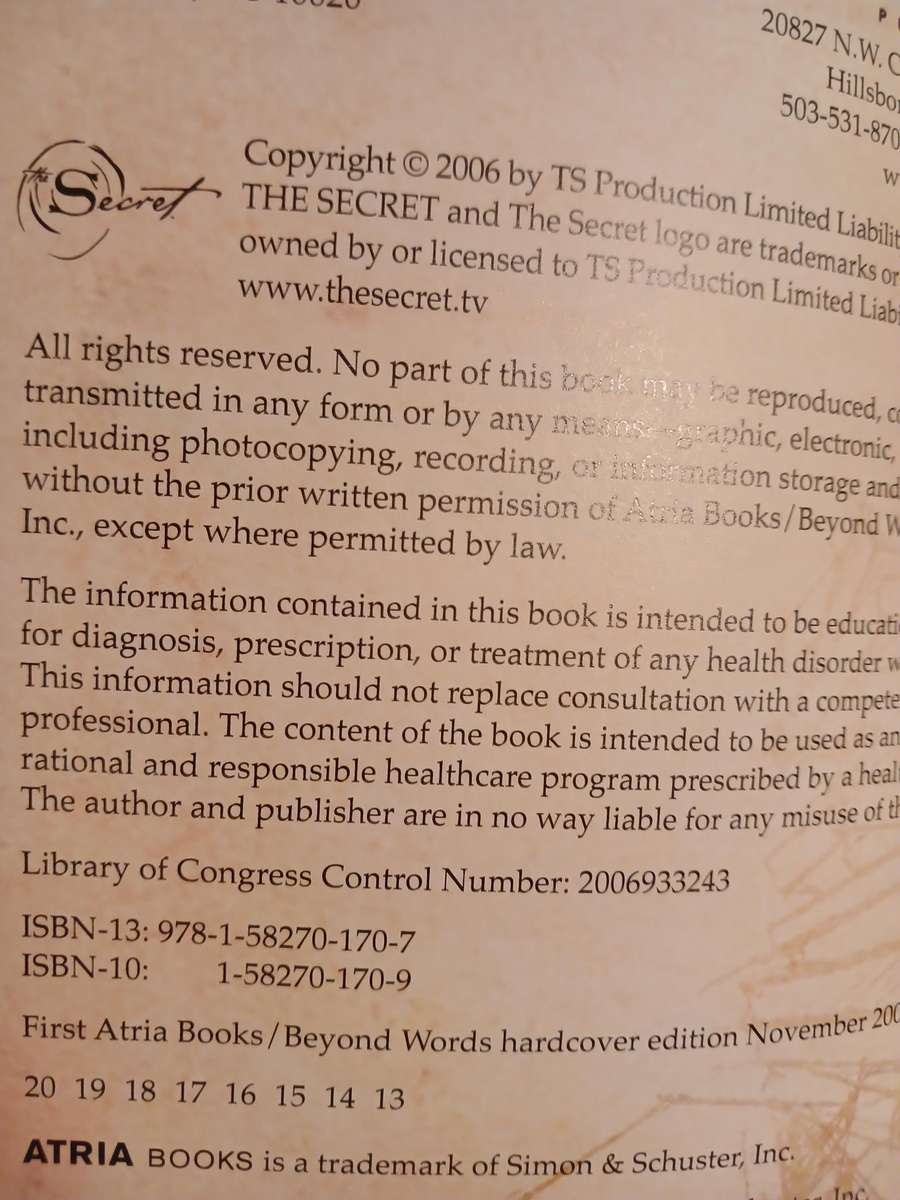 20827 N.W.
503-531-870
the Secret
Copyright © 2006 by TS Production Limited
THE SECRET and The Secret logo are trademarks or
owned by or licensed to TS Production Limited
www.thesecret.tv
All rights reserved. No part of this book may be reproduced,
transmitted in any form or by any means—graphic, electronic,
including photocopying, recording, or information storage and
without the prior written permission of Atria Books/Beyond
Inc., except where permitted by law.
The information contained in this book is intended to be
for diagnosis, prescription, or treatment of any health disorder
This information should not replace consultation with a
professional. The content of the book is intended to be used as an
rational and responsible healthcare program prescribed by a
The author and publisher are in no way liable for any misuse of
Library of Congress Control Number: 2006933243
ISBN-13: 978-1-58270-170-7
ISBN-10: 1-58270-170-9
First Atria Books/Beyond Words hardcover edition November
20 19 18 17 16 15 14 13
ATRIA BOOKS is a trademark of Simon & Schuster, Inc.
Inc.